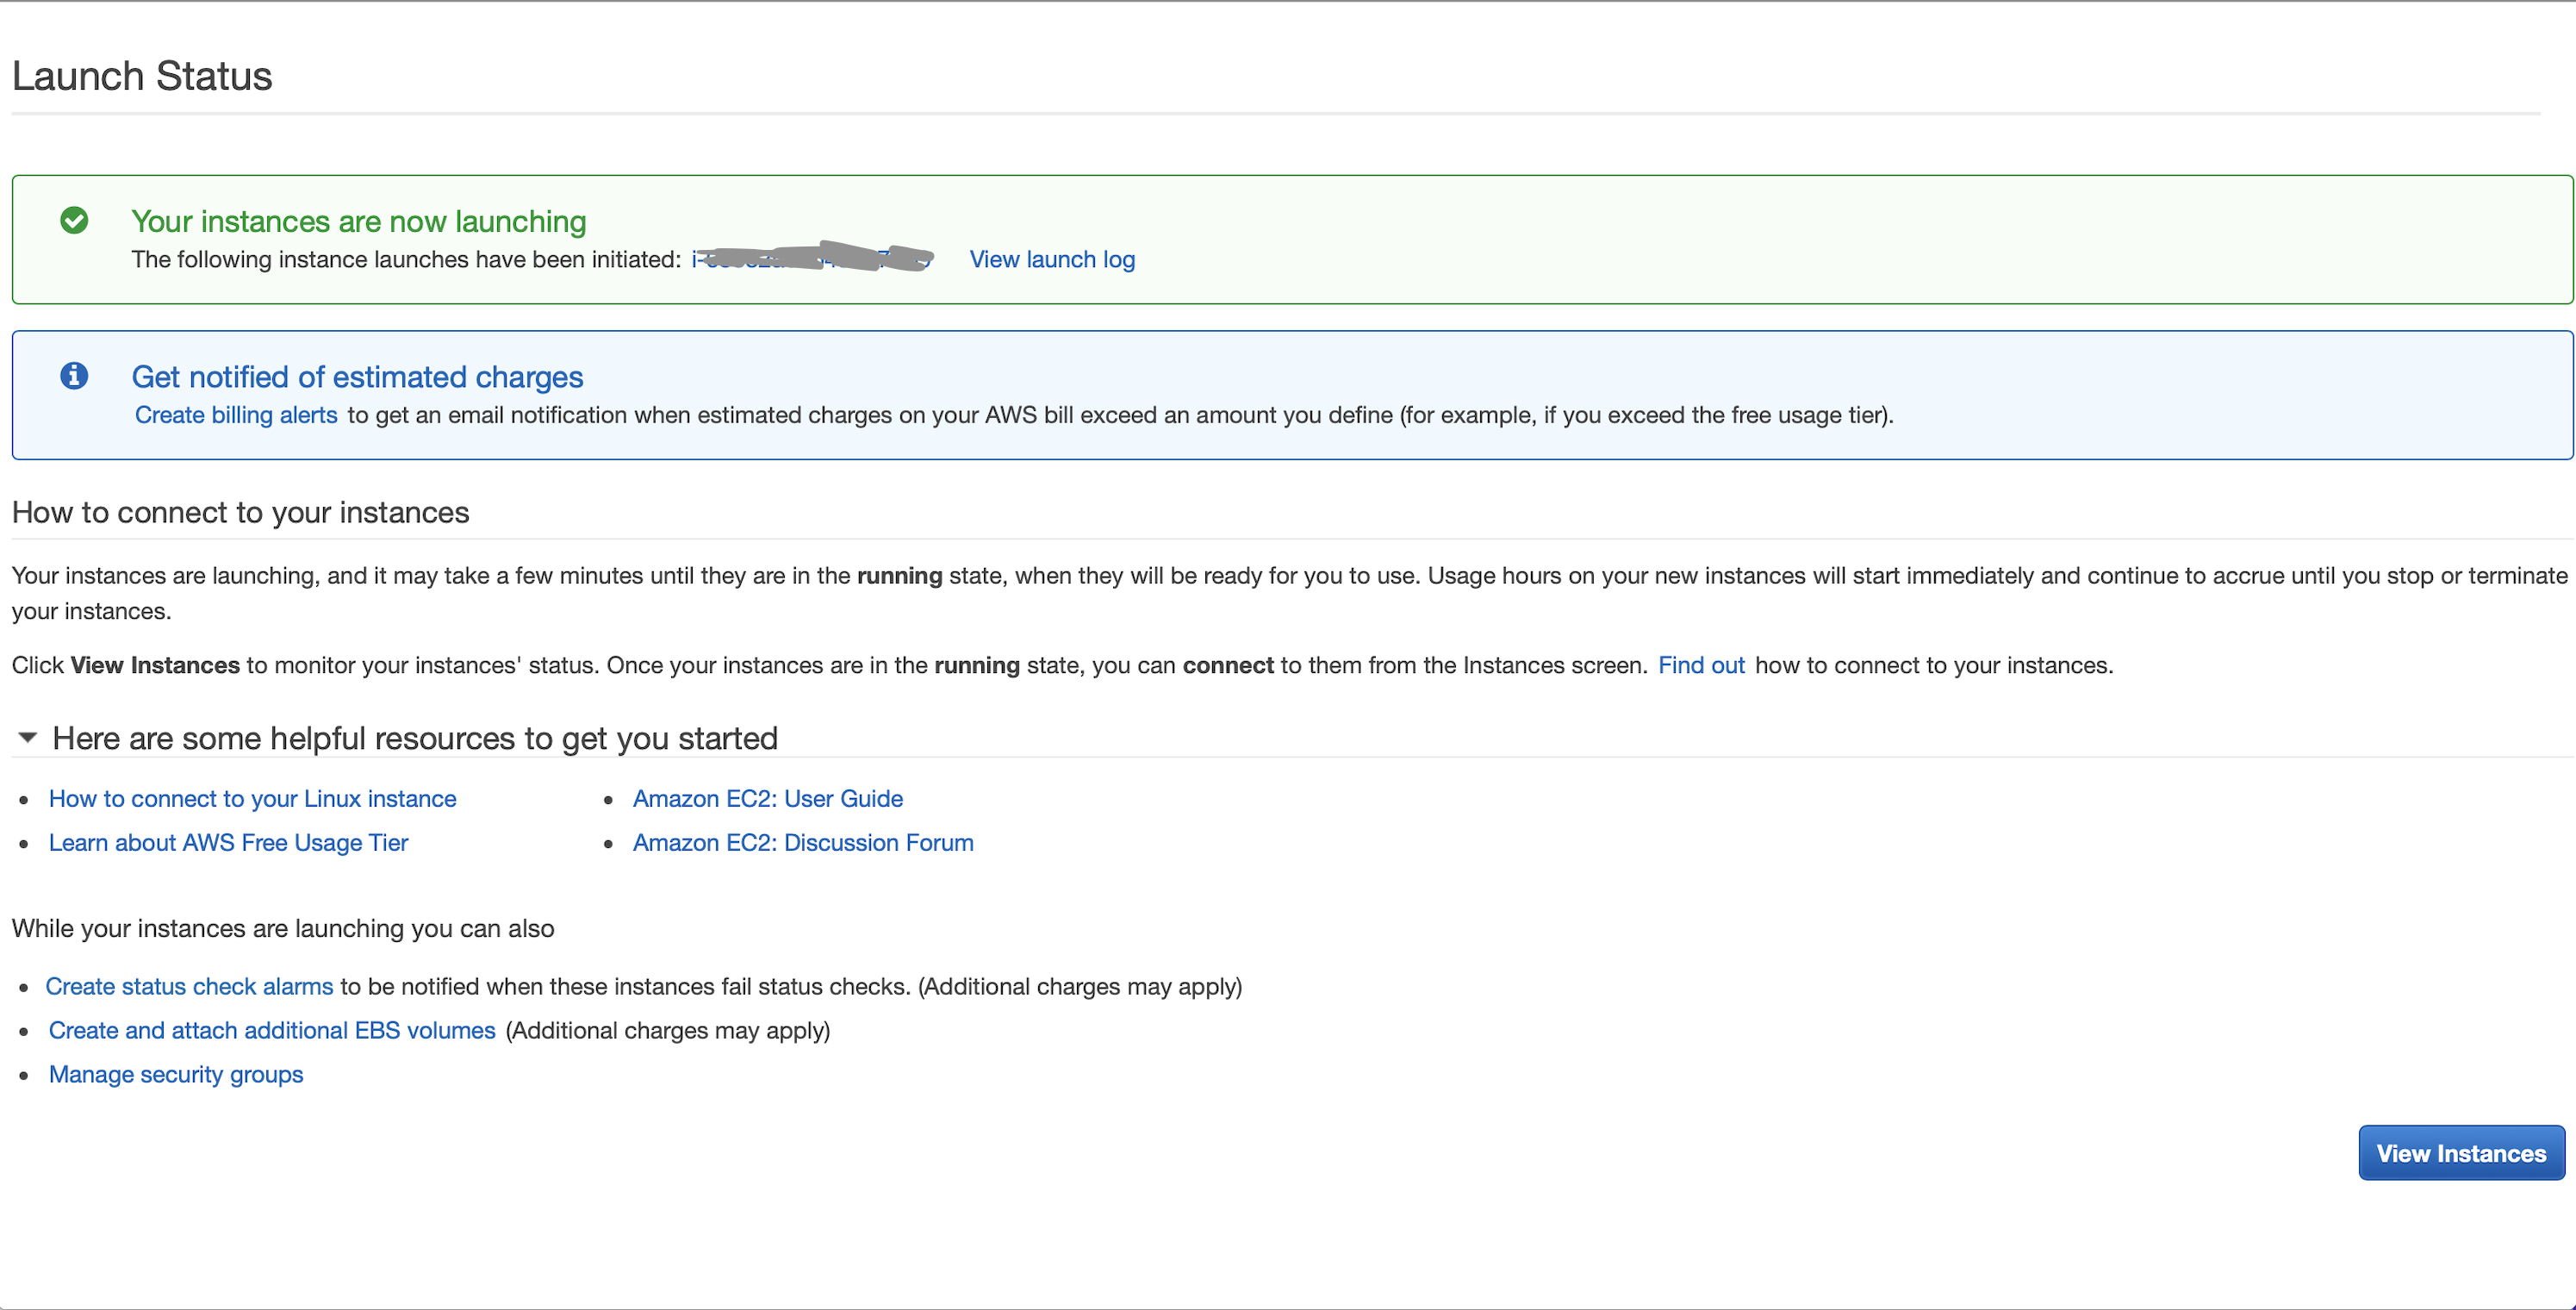 Launch Status
Your instances are now launching
The following instance launches have been initiated: View launch log
Get notified of estimated charges
Create billing alerts to get an email notification when estimated charges on your AWS bill exceed an amount you define (for example, if you exceed the free usage tier).
How to connect to your instances
Your instances are launching, and it may take a few minutes until they are in the running state, when they will be ready for you to use. Usage hours on your new instances will start immediately and continue to accrue until you stop or terminate
your instances.
Click View Instances to monitor your instances' status. Once your instances are in the running state, you can connect to them from the Instances screen. Find out how to connect to your instances.
Here are some helpful resources to get you started
• How to connect to your Linux instance
• Amazon EC2: User Guide
• Learn about AWS Free Usage Tier
• Amazon EC2: Discussion Forum
While your instances are launching you can also
• Create status check alarms to be notified when these instances fail status checks. (Additional charges may apply)
• Create and attach additional EBS volumes (Additional charges may apply)
• Manage security groups
View Instances